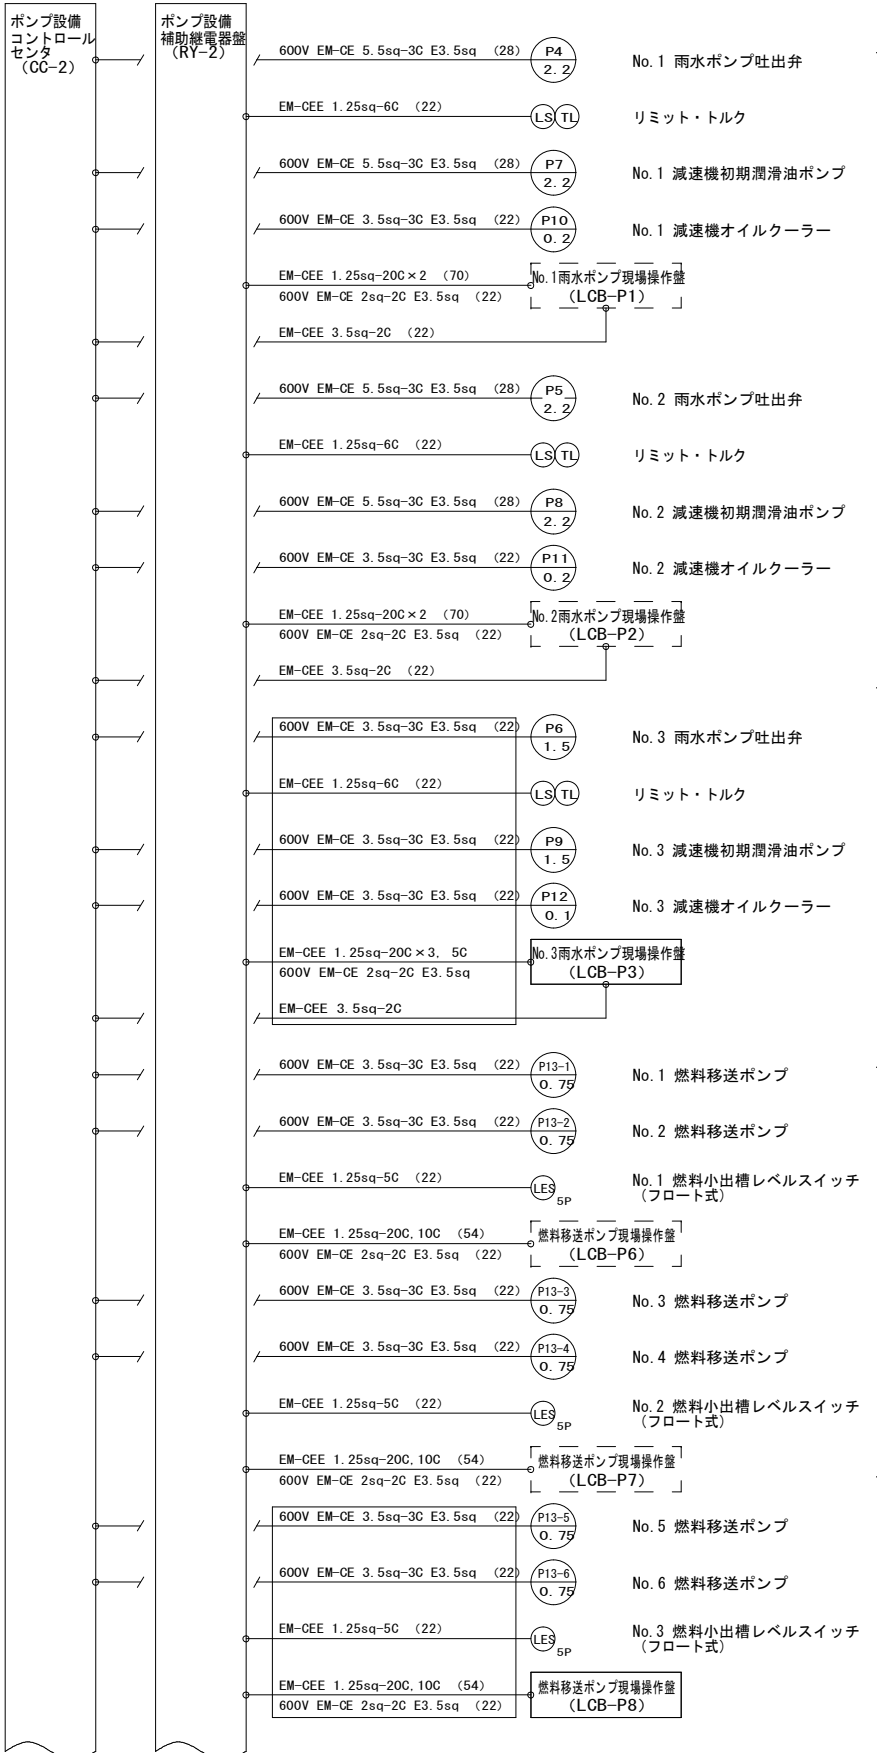 ポンプ設備
コントロール
センタ
（CC-2）
ポンプ設備
補助継電器盤
（RY-2）
600V EM-CE 5.5sq-3C E3.5sq （28）
P4
2.2
No.1 雨水ポンプ吐出弁
EM-CEE 1.25sq-6C （22）
LS TL
リミット・トルク
600V EM-CE 5.5sq-3C E3.5sq （28）
P7
2.2
No.1 減速機初期潤滑油ポンプ
600V EM-CE 3.5sq-3C E3.5sq （22）
P10
0.2
No.1 減速機オイルクーラー
EM-CEE 1.25sq-20C×2 （70）
600V EM-CE 2sq-2C E3.5sq （22）
No.1雨水ポンプ現場操作盤
（LCB-P1）
EM-CEE 3.5sq-2C （22）
600V EM-CE 5.5sq-3C E3.5sq （28）
P5
2.2
No.2 雨水ポンプ吐出弁
EM-CEE 1.25sq-6C （22）
LS TL
リミット・トルク
600V EM-CE 5.5sq-3C E3.5sq （28）
P8
2.2
No.2 減速機初期潤滑油ポンプ
600V EM-CE 3.5sq-3C E3.5sq （22）
P11
0.2
No.2 減速機オイルクーラー
EM-CEE 1.25sq-20C×2 （70）
600V EM-CE 2sq-2C E3.5sq （22）
No.2雨水ポンプ現場操作盤
（LCB-P2）
EM-CEE 3.5sq-2C （22）
600V EM-CE 3.5sq-3C E3.5sq （22）
P6
1.5
No.3 雨水ポンプ吐出弁
EM-CEE 1.25sq-6C （22）
LS TL
リミット・トルク
600V EM-CE 3.5sq-3C E3.5sq （22）
P9
1.5
No.3 減速機初期潤滑油ポンプ
600V EM-CE 3.5sq-3C E3.5sq （22）
P12
0.1
No.3 減速機オイルクーラー
EM-CEE 1.25sq-20C×3, 5C
600V EM-CE 2sq-2C E3.5sq
No.3雨水ポンプ現場操作盤
（LCB-P3）
EM-CEE 3.5sq-2C
600V EM-CE 3.5sq-3C E3.5sq （22）
P13-1
0.75
No.1 燃料移送ポンプ
600V EM-CE 3.5sq-3C E3.5sq （22）
P13-2
0.75
No.2 燃料移送ポンプ
EM-CEE 1.25sq-5C （22）
LES 5P
No.1 燃料小出槽レベルスイッチ
（フロート式）
EM-CEE 1.25sq-20C,10C （54）
600V EM-CE 2sq-2C E3.5sq （22）
燃料移送ポンプ現場操作盤
（LCB-P6）
600V EM-CE 3.5sq-3C E3.5sq （22）
P13-3
0.75
No.3 燃料移送ポンプ
600V EM-CE 3.5sq-3C E3.5sq （22）
P13-4
0.75
No.4 燃料移送ポンプ
EM-CEE 1.25sq-5C （22）
LES 5P
No.2 燃料小出槽レベルスイッチ
（フロート式）
EM-CEE 1.25sq-20C,10C （54）
600V EM-CE 2sq-2C E3.5sq （22）
燃料移送ポンプ現場操作盤
（LCB-P7）
600V EM-CE 3.5sq-3C E3.5sq （22）
P13-5
0.75
No.5 燃料移送ポンプ
600V EM-CE 3.5sq-3C E3.5sq （22）
P13-6
0.75
No.6 燃料移送ポンプ
EM-CEE 1.25sq-5C （22）
LES 5P
No.3 燃料小出槽レベルスイッチ
（フロート式）
EM-CEE 1.25sq-20C,10C （54）
600V EM-CE 2sq-2C E3.5sq （22）
燃料移送ポンプ現場操作盤
（LCB-P8）